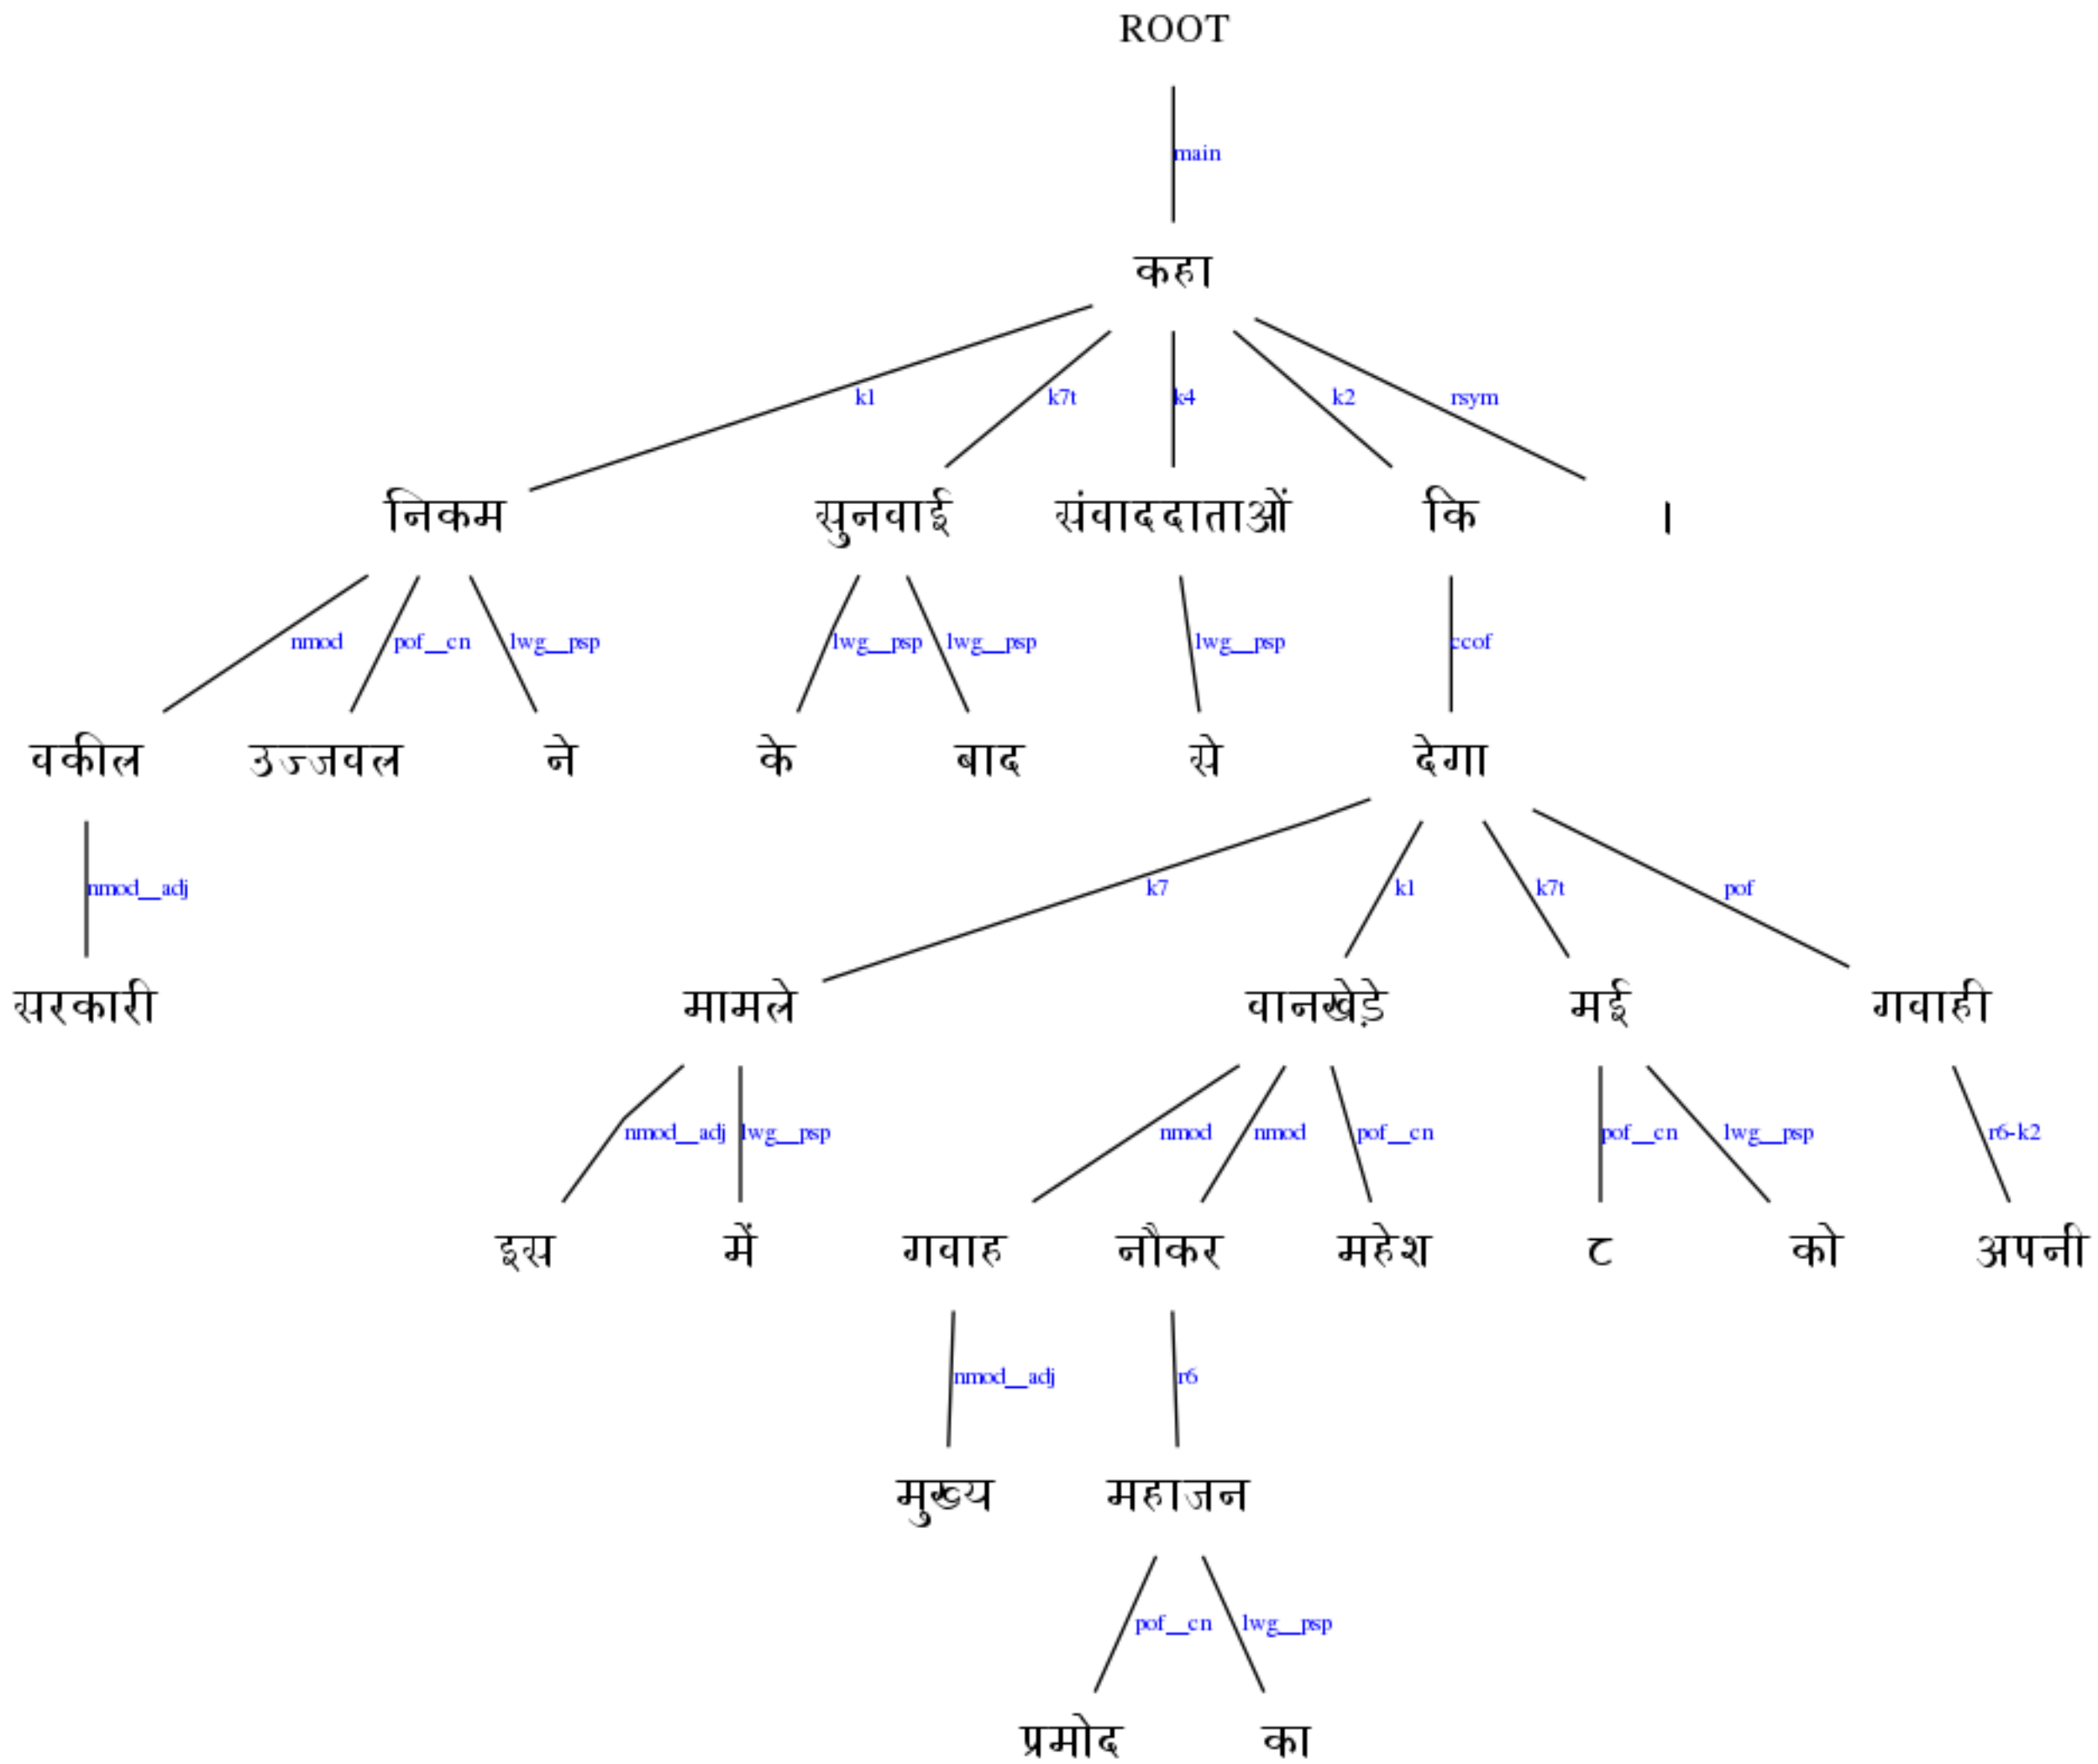 ROOT
main
कहा
k1 k7t k4 k2 rsym
निकम सुनवाई संवाददाताओं कि ।
nmod pof__cn lwg__psp lwg__psp lwg__psp lwg__psp ccof
वकील उज्जवल ने के बाद से देगा
nmod__adj k7 k1 k7t pof
सरकारी मामले वानखेड़े मई गवाही
nmod__adj lwg__psp nmod nmod pof__cn pof__cn lwg__psp r6-k2
इस में गवाह नौकर महेश ट को अपनी
nmod__adj r6
मुख्य महाजन
pof__cn lwg__psp
प्रमोद का